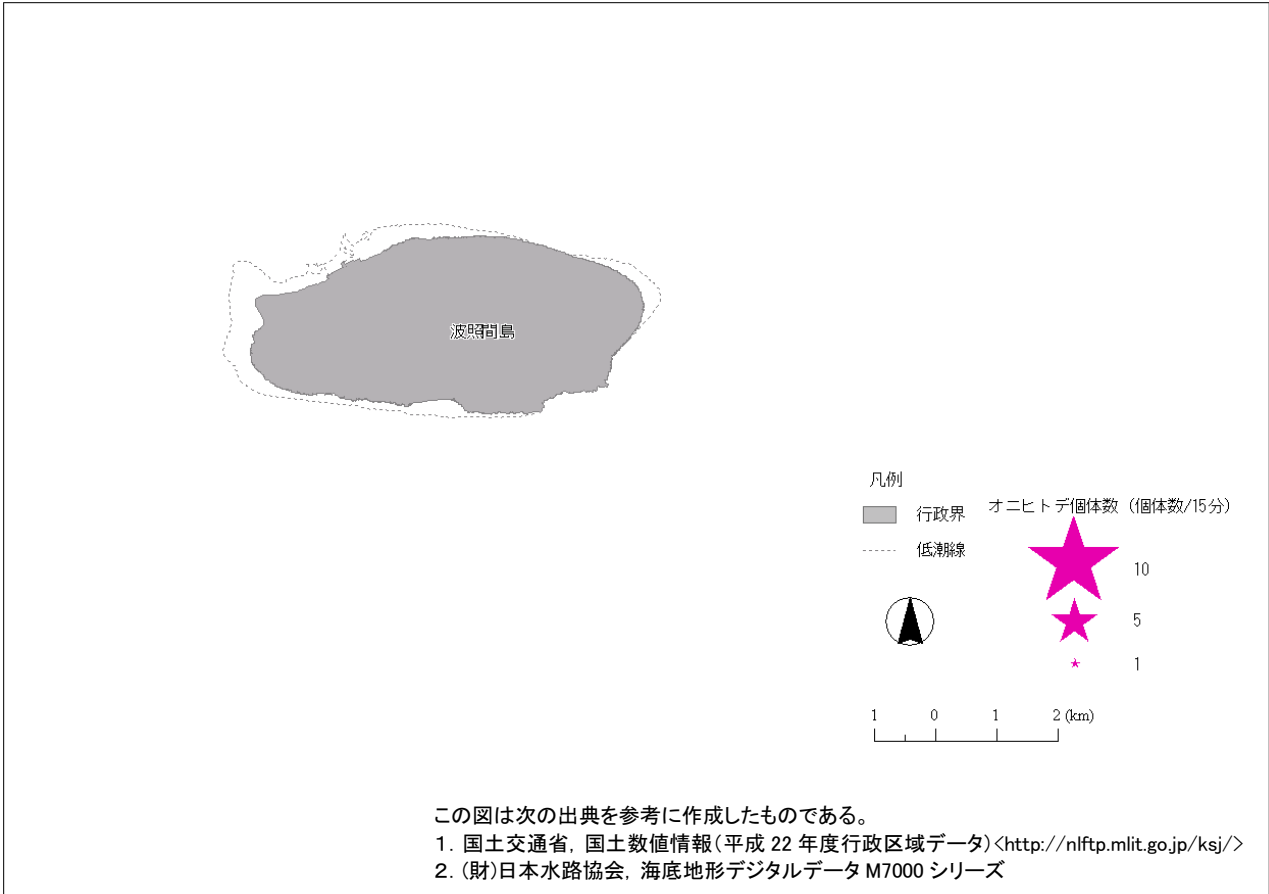 波照間島
凡例
行政界
低潮線
オニヒトデ個体数（個体数/15分）
10
5
1
1 0 1 2 (km)
この図は次の出典を参考に作成したものである。
1. 国土交通省, 国土数値情報(平成 22 年度行政区域データ)<http://nlftp.mlit.go.jp/ksj/>
2. (財)日本水路協会, 海底地形デジタルデータ M7000 シリーズ